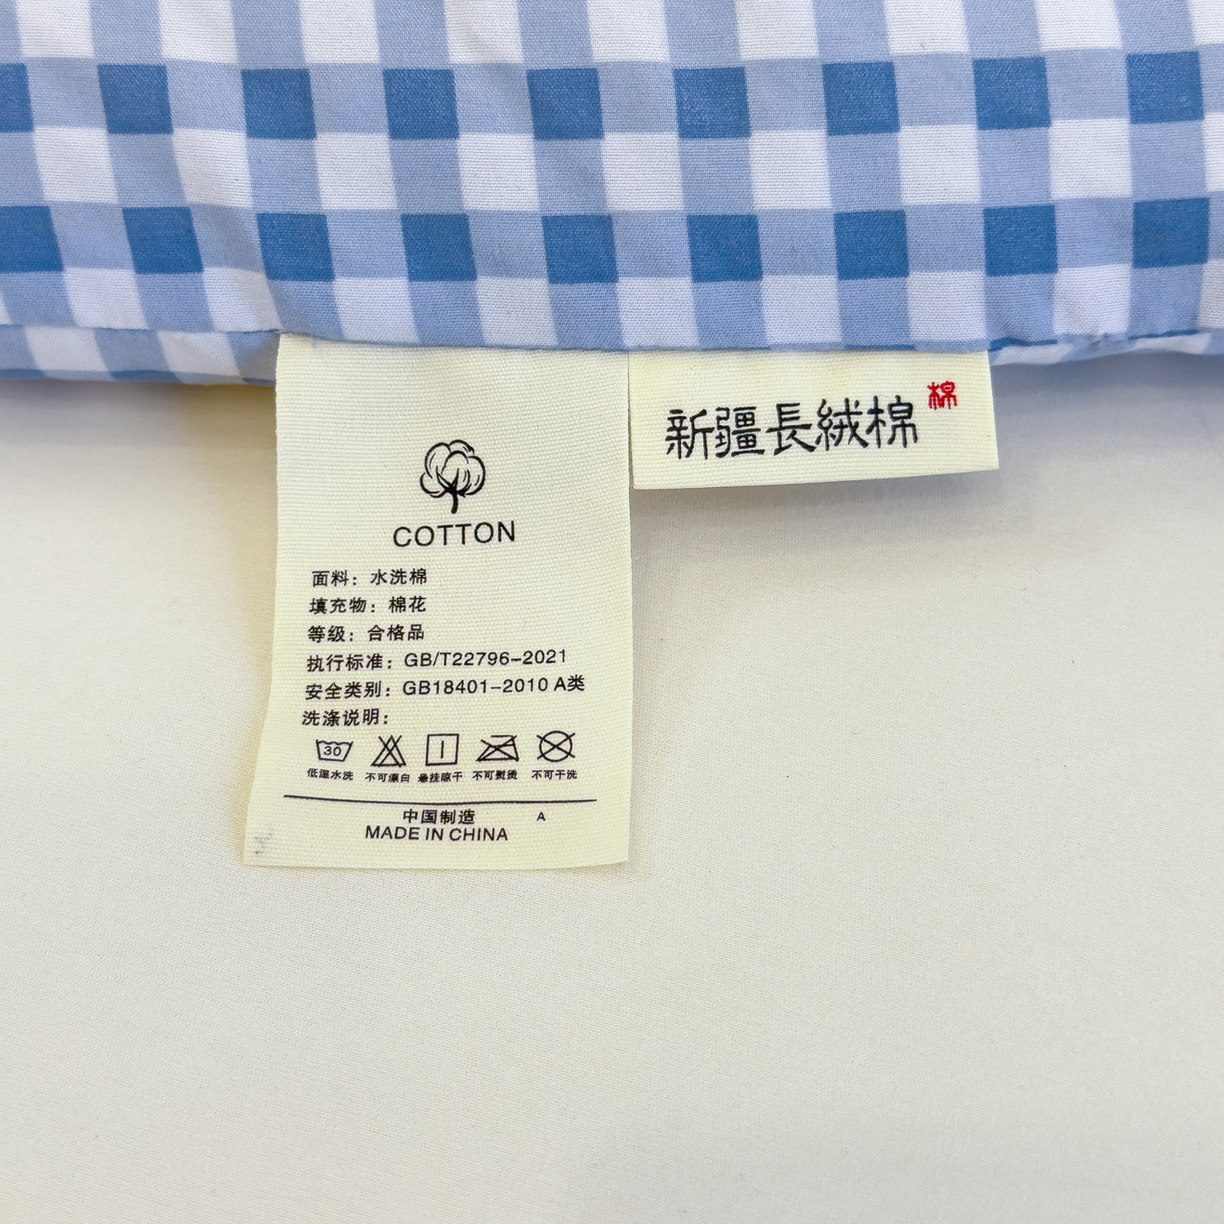 COTTON
面料：水洗棉
填充物：棉花
等级：合格品
执行标准：GB/T22796-2021
安全类别：GB18401-2010 A类
洗涤说明：
30
低温水洗 不可漂白 悬挂晾干 不可熨烫 不可干洗
中国制造 A
MADE IN CHINA
新疆長絨棉 棉